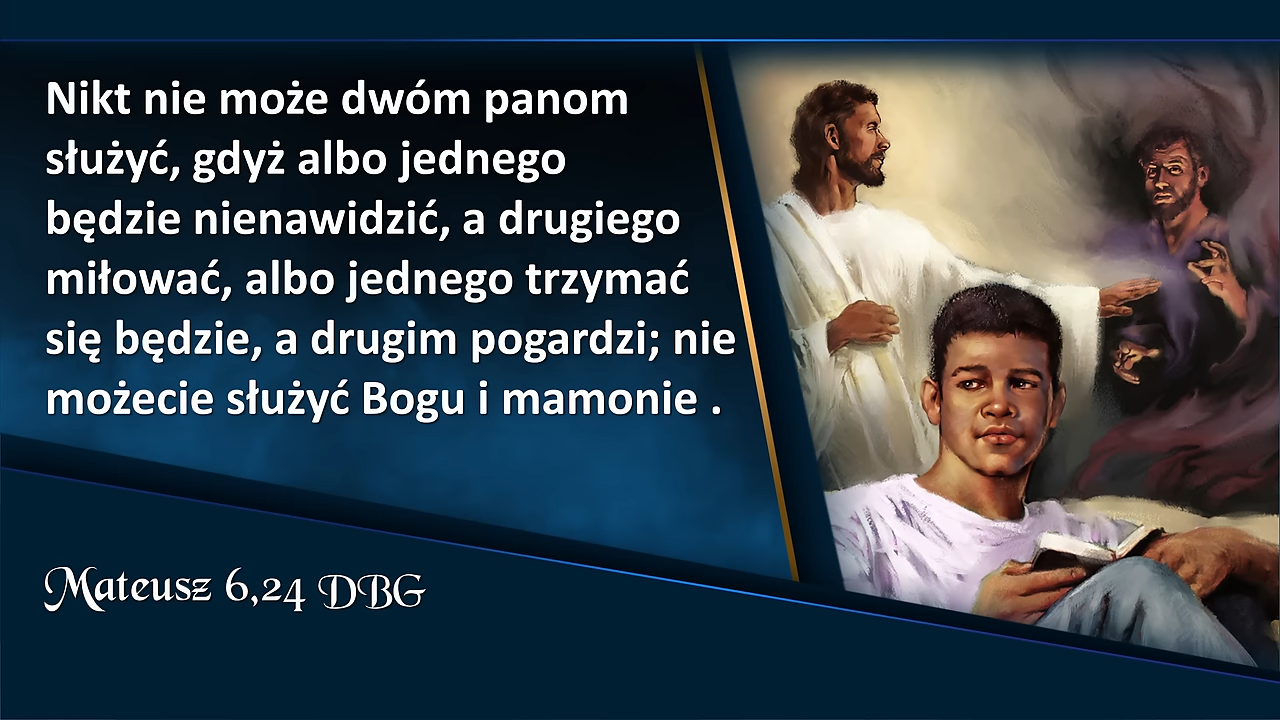 Nikt nie może dwóm panom
służyć, gdyż albo jednego
będzie nienawidzić, a drugiego
miłować, albo jednego trzymać
się będzie, a drugim pogardzi; nie
możecie służyć Bogu i mamonie .
Mateusz 6,24 DBG